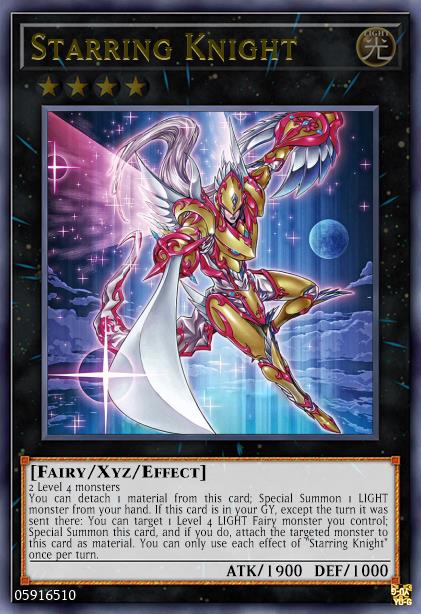 STARRING KNIGHT
LIGHT
光
[FAIRY/XYZ/EFFECT]
2 Level 4 monsters
You can detach 1 material from this card; Special Summon 1 LIGHT
monster from your hand. If this card is in your GY, except the turn it was
sent there: You can target 1 Level 4 LIGHT Fairy monster you control;
Special Summon this card, and if you do, attach the targeted monster to
this card as material. You can only use each effect of "Starring Knight"
once per turn.
ATK/1900 DEF/1000
05916510